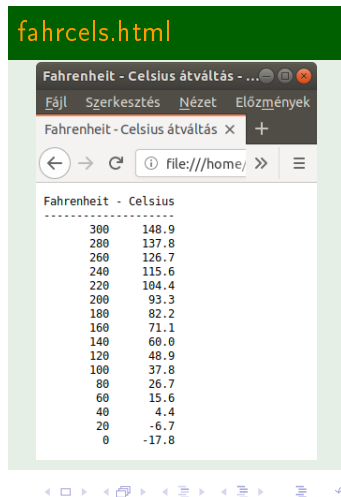 fahrcels.html
Fahrenheit - Celsius átváltás - ...
Fájl Szerkesztés Nézet Előzmények
Fahrenheit - Celsius átváltás × +
file:///home/
Fahrenheit - Celsius
--------------------
300 148.9
280 137.8
260 126.7
240 115.6
220 104.4
200 93.3
180 82.2
160 71.1
140 60.0
120 48.9
100 37.8
80 26.7
60 15.6
40 4.4
20 -6.7
0 -17.8